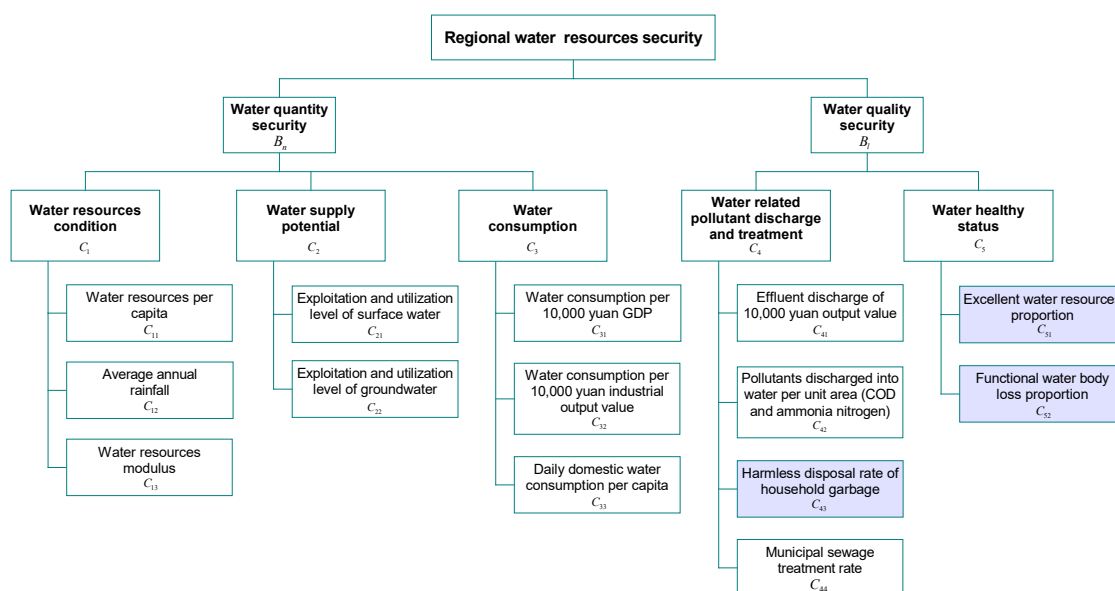 Regional water resources security
Water quantity
security
Bₙ
Water quality
security
Bₗ
Water resources
condition
C₁
Water supply
potential
C₂
Water
consumption
C₃
Water related
pollutant discharge
and treatment
C₄
Water healthy
status
C₅
Water resources per
capita
C₁₁
Average annual
rainfall
C₁₂
Water resources
modulus
C₁₃
Exploitation and utilization
level of surface water
C₂₁
Exploitation and utilization
level of groundwater
C₂₂
Water consumption per
10,000 yuan GDP
C₃₁
Water consumption per
10,000 yuan industrial
output value
C₃₂
Daily domestic water
consumption per capita
C₃₃
Effluent discharge of
10,000 yuan output value
C₄₁
Pollutants discharged into
water per unit area (COD
and ammonia nitrogen)
C₄₂
Harmless disposal rate of
household garbage
C₄₃
Municipal sewage
treatment rate
C₄₄
Excellent water resources
proportion
C₅₁
Functional water body
loss proportion
C₅₂